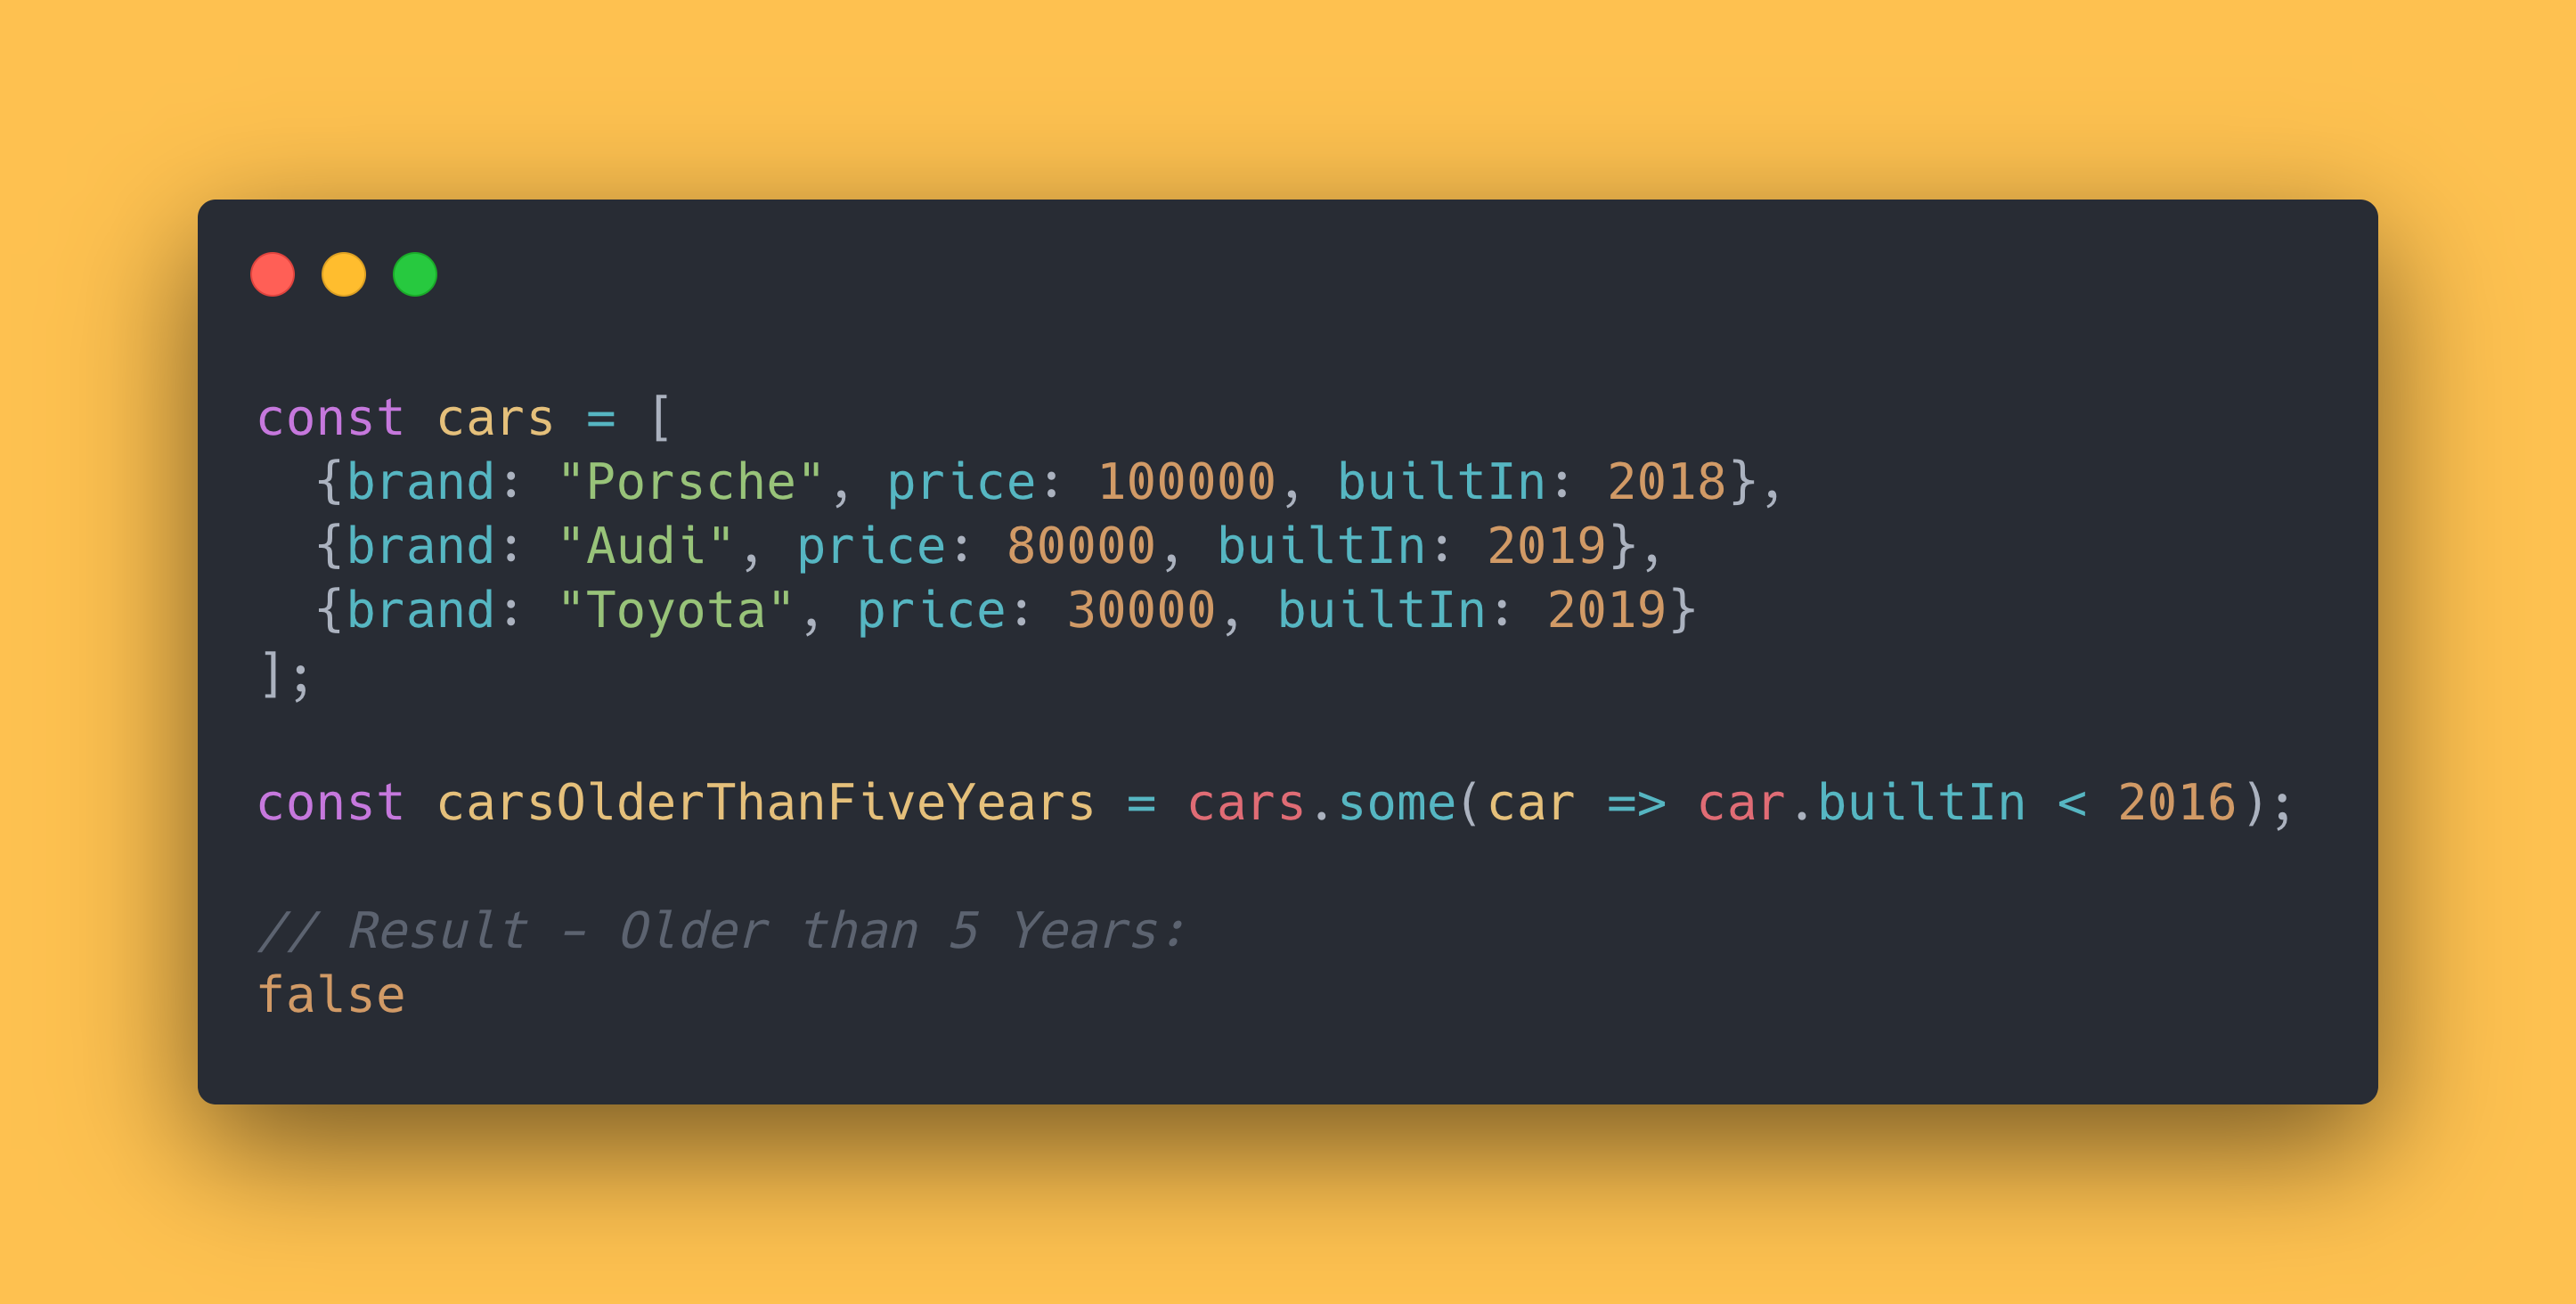 const cars = [
  {brand: "Porsche", price: 100000, builtIn: 2018},
  {brand: "Audi", price: 80000, builtIn: 2019},
  {brand: "Toyota", price: 30000, builtIn: 2019}
];
const carsOlderThanFiveYears = cars.some(car => car.builtIn < 2016);
// Result - Older than 5 Years:
false